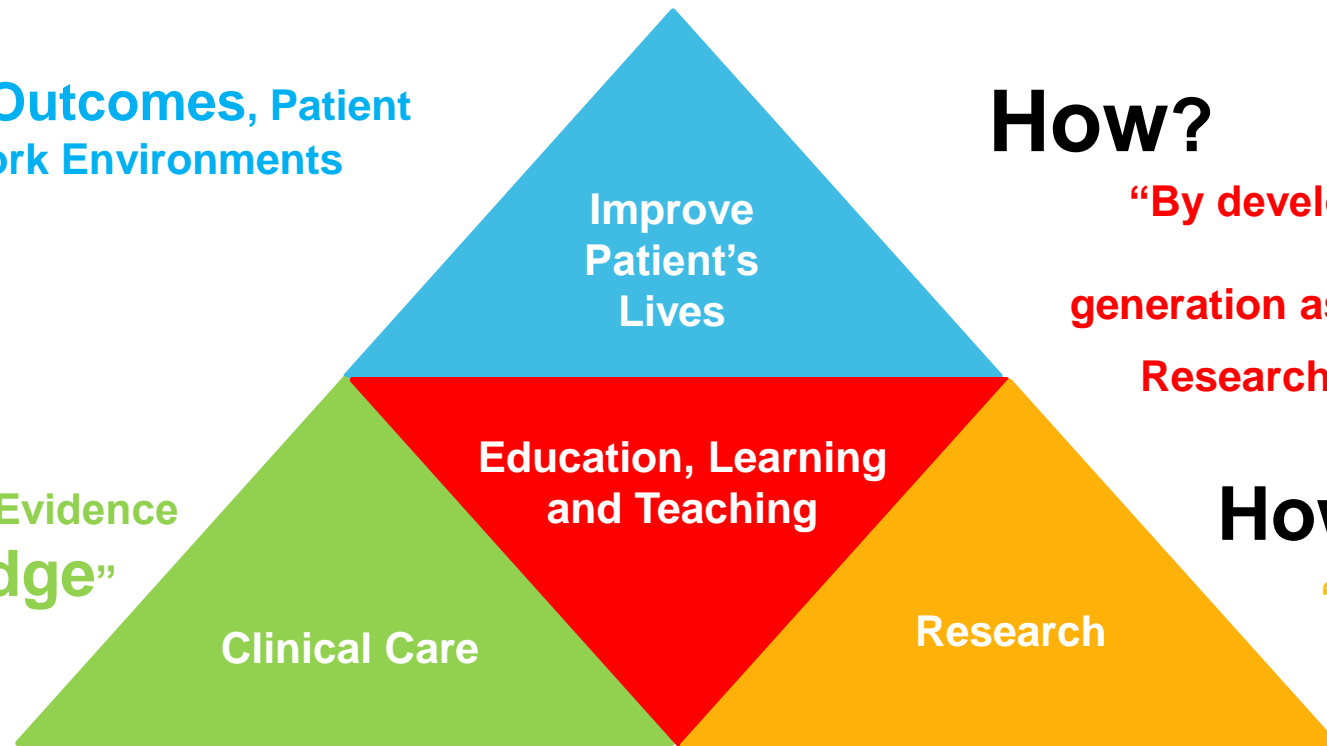 Outcomes, Patient
ork Environments
How?
“By devel
generation as
Research
Improve
Patient’s
Lives
Education, Learning
and Teaching
Evidence
dge”
How
Clinical Care
Research